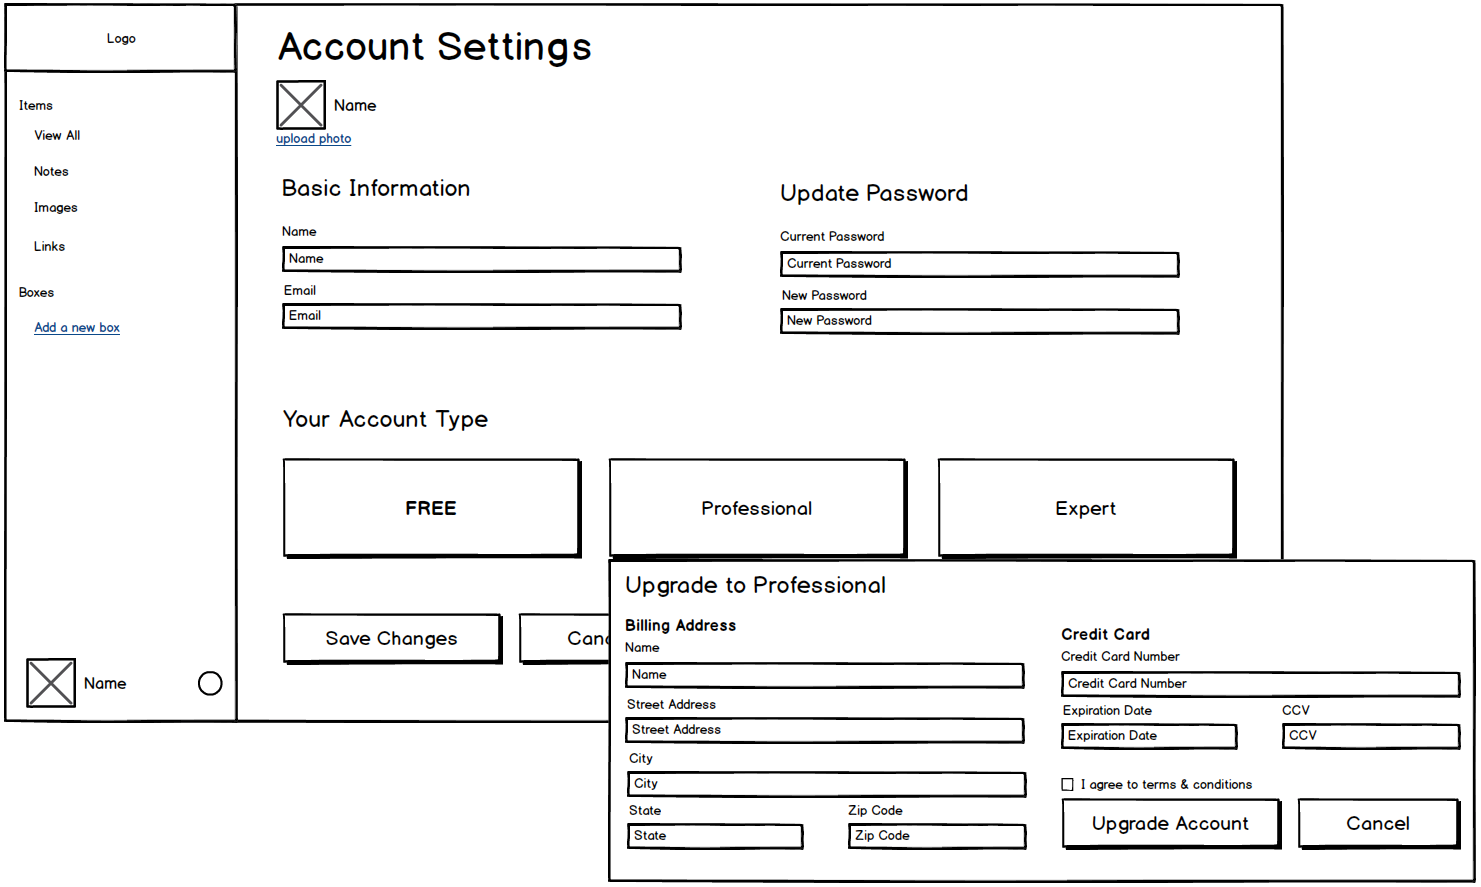 Logo
Items
View All
Notes
Images
Links
Boxes
Add a new box
Name
Account Settings
Name
upload photo
Basic Information
Name
Name
Email
Email
Update Password
Current Password
Current Password
New Password
New Password
Your Account Type
FREE
Professional
Expert
Save Changes
Upgrade to Professional
Billing Address
Name
Name
Street Address
Street Address
City
City
State
Zip Code
State
Zip Code
Credit Card
Credit Card Number
Credit Card Number
Expiration Date
CCV
Expiration Date
CCV
I agree to terms & conditions
Upgrade Account
Cancel